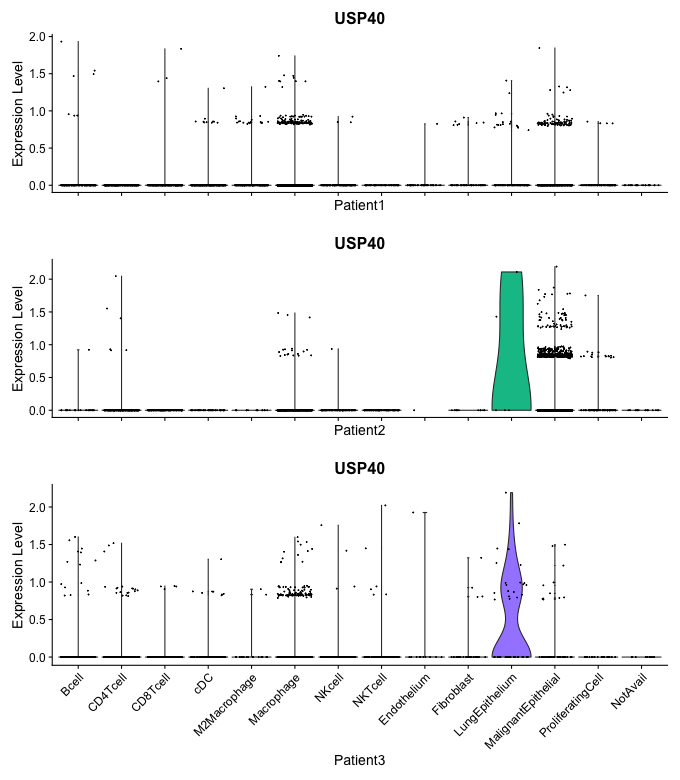 USP40
Expression Level
2.0
1.5
1.0
0.5
0.0
Patient1
USP40
Expression Level
2.0
1.5
1.0
0.5
0.0
Patient2
USP40
Expression Level
2.0
1.5
1.0
0.5
0.0
Bcell
CD4Tcell
CD8Tcell
cDC
M2Macrophage
Macrophage
NKcell
NKTcell
Endothelium
Fibroblast
LungEpithelium
MalignantEpithelial
ProliferatingCell
NotAvail
Patient3